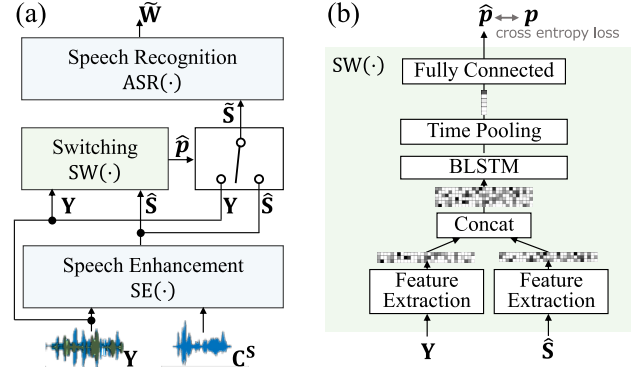 (a)
W̃
Speech Recognition
ASR(·)
S̃
Switching
SW(·)
p̂
Y
Ŝ
Y
Ŝ
Speech Enhancement
SE(·)
Y
Cˢ
(b)
p̂ ↔ p
cross entropy loss
SW(·)
Fully Connected
Time Pooling
BLSTM
Concat
Feature
Extraction
Feature
Extraction
Y
Ŝ